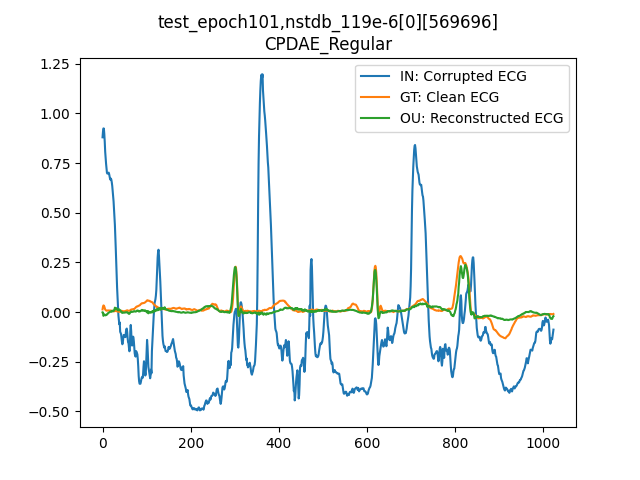 test_epoch101,nstdb_119e-6[0][569696]
CPDAE_Regular
IN: Corrupted ECG
GT: Clean ECG
OU: Reconstructed ECG
1.25
1.00
0.75
0.50
0.25
0.00
−0.25
−0.50
0 200 400 600 800 1000